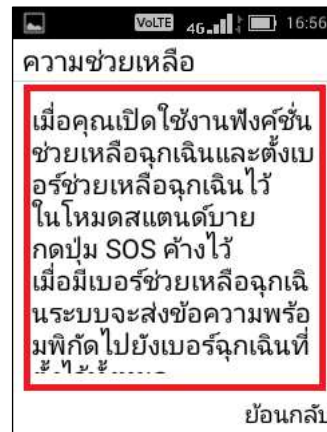 VoLTE 4G 16:56
ความช่วยเหลือ
เมื่อคุณเปิดใช้งานฟังค์ชั่น
ช่วยเหลือฉุกเฉินและตั้งเบ
อร์ช่วยเหลือฉุกเฉินไว้
ในโหมดสแตนด์บาย
กดปุ่ม SOS ค้างไว้
เมื่อมีเบอร์ช่วยเหลือฉุกเฉิ
นระบบจะส่งข้อความพร้อ
มพิกัดไปยังเบอร์ฉุกเฉินที่
ย้อนกลับ